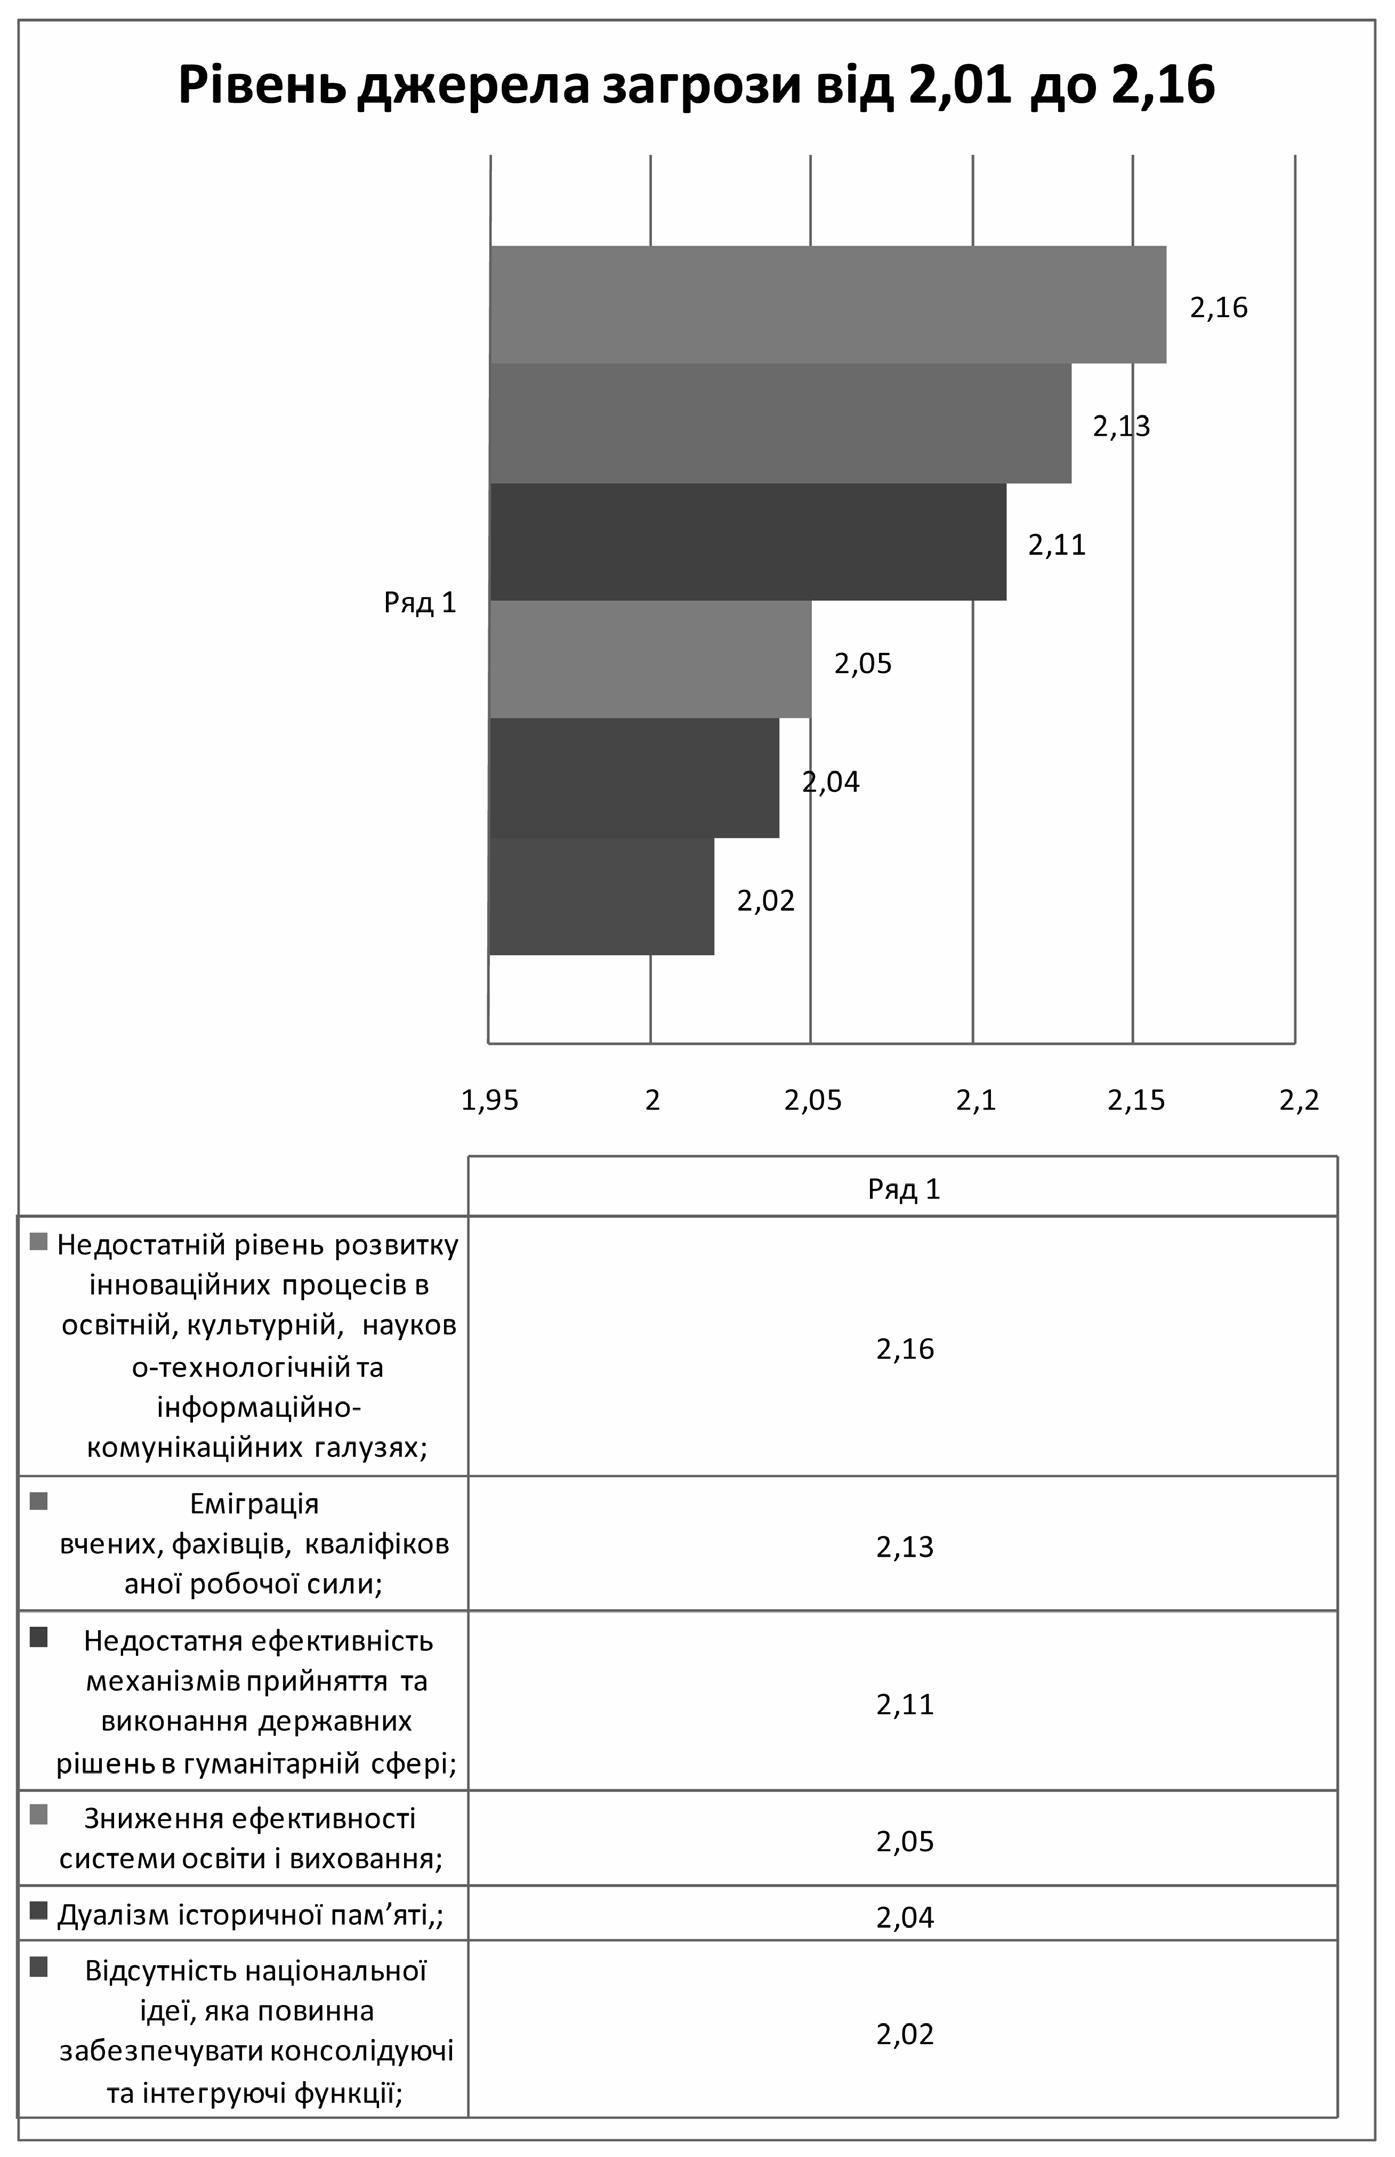 Рівень джерела загрози від 2,01 до 2,16
2,16
2,13
2,11
Ряд 1
2,05
2,04
2,02
1,95 2 2,05 2,1 2,15 2,2
Ряд 1
Недостатній рівень розвитку
інноваційних процесів в
освітній, культурній, науков
о-технологічній та
інформаційно-
комунікаційних галузях;
2,16
Еміграція
вчених, фахівців, кваліфіков
аної робочої сили;
2,13
Недостатня ефективність
механізмів прийняття та
виконання державних
рішень в гуманітарній сфері;
2,11
Зниження ефективності
системи освіти і виховання;
2,05
Дуалізм історичної пам’яті,;
2,04
Відсутність національної
ідеї, яка повинна
забезпечувати консолідуючі
та інтегруючі функції;
2,02